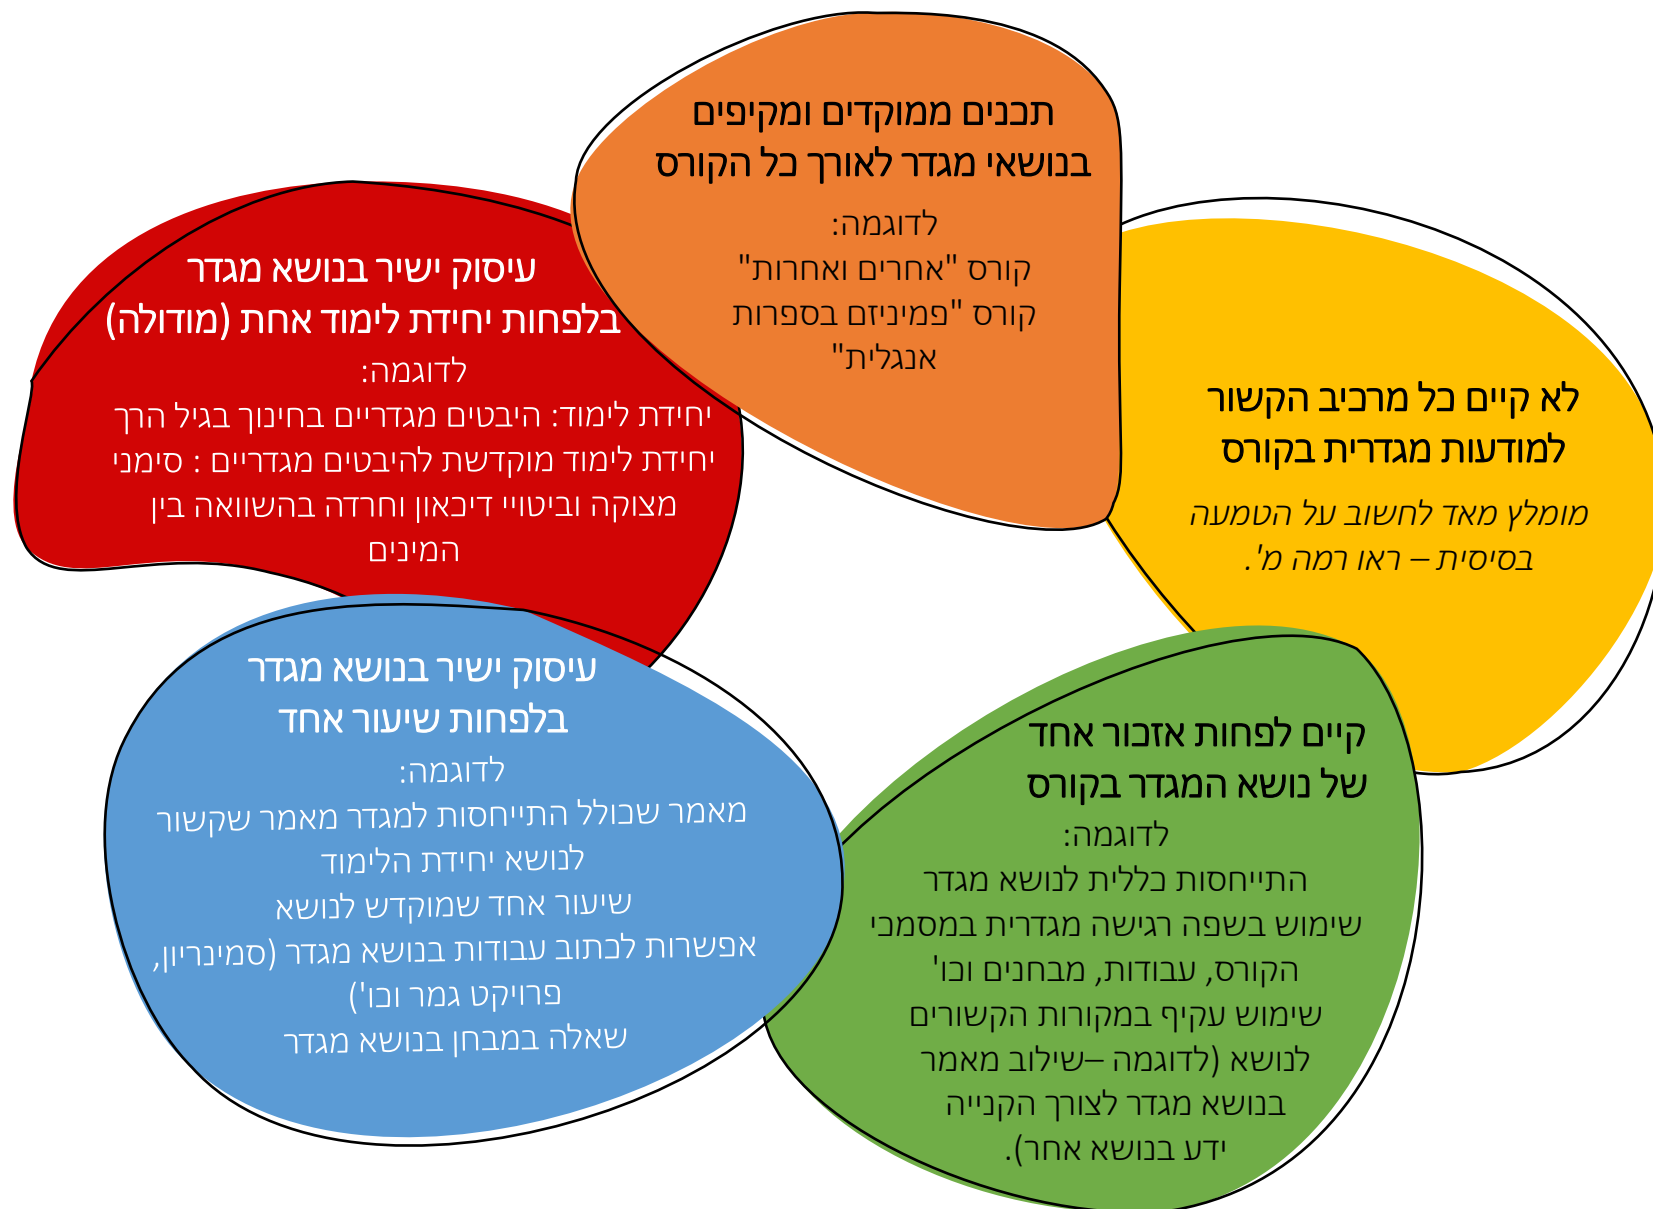 תכנים ממוקדים ומקיפים
בנושאי מגדר לאורך כל הקורס
לדוגמה:
קורס "אחרים ואחרות"
קורס "פמיניזם בספרות
אנגלית"
לא קיים כל מרכיב הקשור
למודעות מגדרית בקורס
מומלץ מאד לחשוב על הטמעה
בסיסית – ראו רמה מ'.
קיים לפחות אזכור אחד
של נושא המגדר בקורס
לדוגמה:
התייחסות כללית לנושא מגדר
שימוש בשפה רגישה מגדרית במסמכי
הקורס, עבודות, מבחנים וכו'
שימוש עקיף במקורות הקשורים
לנושא (לדוגמה –שילוב מאמר
בנושא מגדר לצורך הקנייה
ידע בנושא אחר).
עיסוק ישיר בנושא מגדר
בלפחות שיעור אחד
לדוגמה:
מאמר שכולל התייחסות למגדר מאמר שקשור
לנושא יחידת הלימוד
שיעור אחד שמוקדש לנושא
אפשרות לכתוב עבודות בנושא מגדר (סמינריון,
פרויקט גמר וכו')
שאלה במבחן בנושא מגדר
עיסוק ישיר בנושא מגדר
בלפחות יחידת לימוד אחת (מודולה)
לדוגמה:
יחידת לימוד: היבטים מגדריים בחינוך בגיל הרך
יחידת לימוד מוקדשת להיבטים מגדריים : סימני
מצוקה וביטויי דיכאון וחרדה בהשוואה בין
המינים